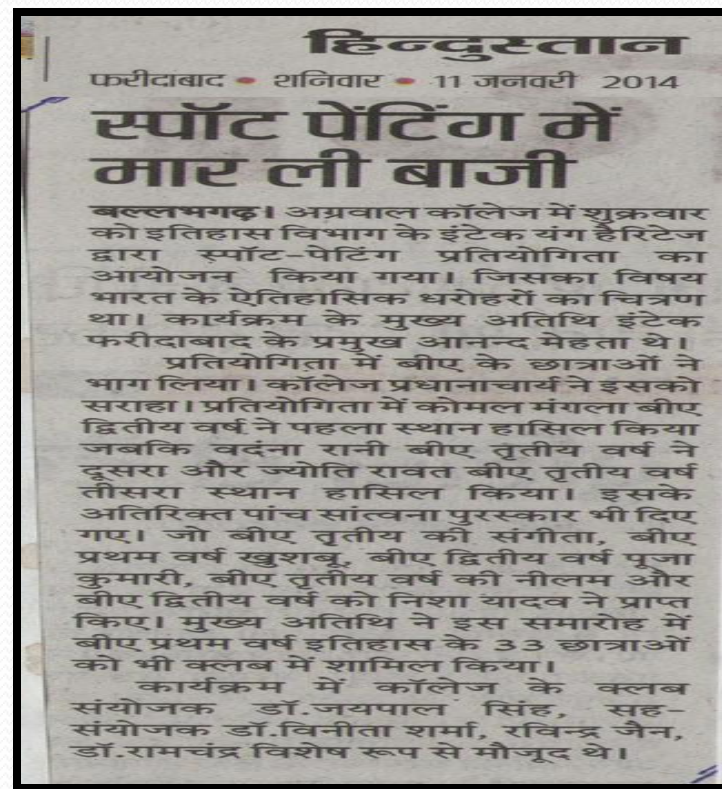 हिन्दुस्तान
फरीदाबाद • शनिवार • 11 जनवरी 2014
स्पॉट पेंटिंग में
मार ली बाजी
बल्लभगढ़। अग्रवाल कॉलेज में शुक्रवार
को इतिहास विभाग के इंटेक यंग हैरिटेज
द्वारा स्पॉट-पेटिंग प्रतियोगिता का
आयोजन किया गया। जिसका विषय
भारत के ऐतिहासिक धरोहरों का चित्रण
था। कार्यक्रम के मुख्य अतिथि इंटेक
फरीदाबाद के प्रमुख आनन्द मेहता थे।
प्रतियोगिता में बीए के छात्राओं ने
भाग लिया। कॉलेज प्रधानाचार्य ने इसको
सराहा। प्रतियोगिता में कोमल मंगला बीए
द्वितीय वर्ष ने पहला स्थान हासिल किया
जबकि वदंना रानी बीए तृतीय वर्ष ने
दूसरा और ज्योति रावत बीए तृतीय वर्ष
तीसरा स्थान हासिल किया। इसके
अतिरिक्त पांच सांत्वना पुरस्कार भी दिए
गए। जो बीए तृतीय की संगीता, बीए
प्रथम वर्ष खुशबू, बीए द्वितीय वर्ष पूजा
कुमारी, बीए तृतीय वर्ष की नीलम और
बीए द्वितीय वर्ष को निशा यादव ने प्राप्त
किए। मुख्य अतिथि ने इस समारोह में
बीए प्रथम वर्ष इतिहास के 33 छात्राओं
को भी क्लब में शामिल किया।
कार्यक्रम में कॉलेज के क्लब
संयोजक डॉ.जयपाल सिंह, सह-
संयोजक डॉ.विनीता शर्मा, रविन्द्र जैन,
डॉ.रामचंद्र विशेष रूप से मौजूद थे।